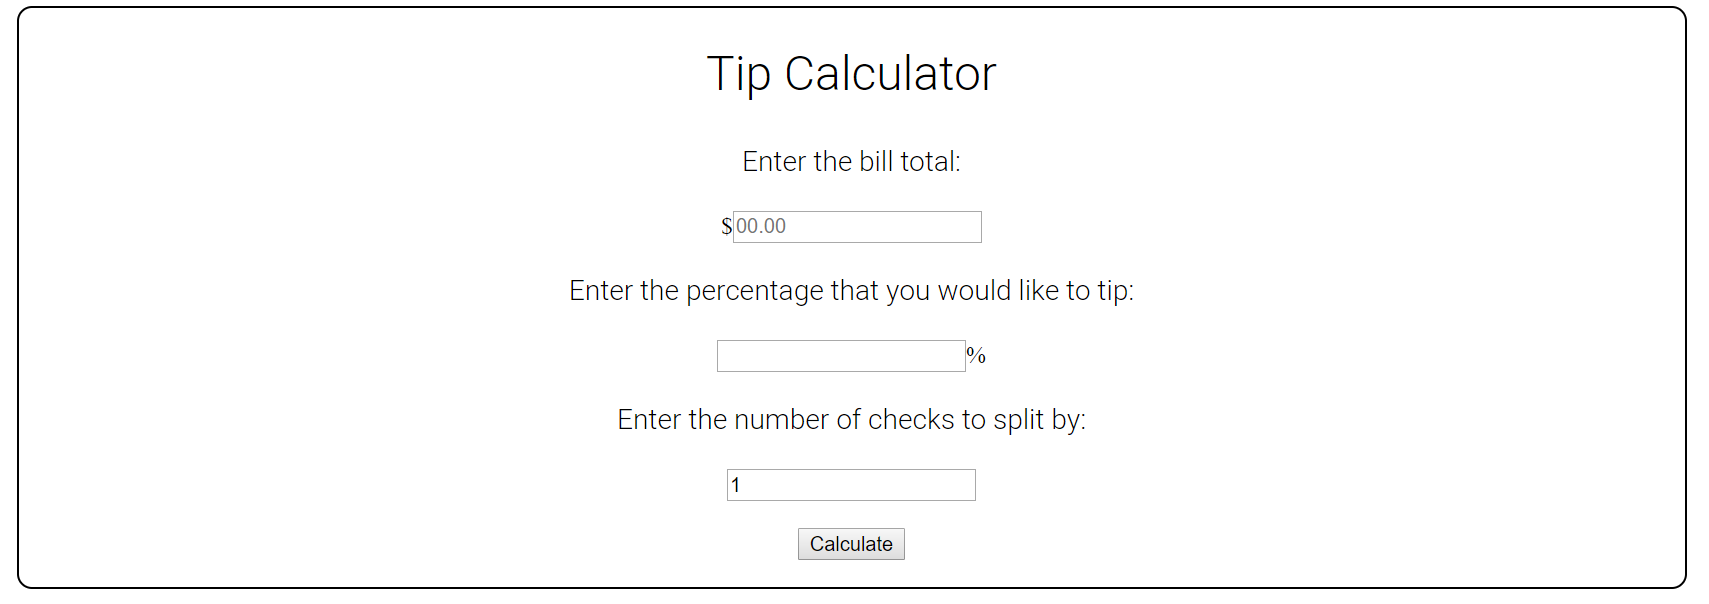 Tip Calculator
Enter the bill total:
$00.00
Enter the percentage that you would like to tip:
%
Enter the number of checks to split by:
1
Calculate